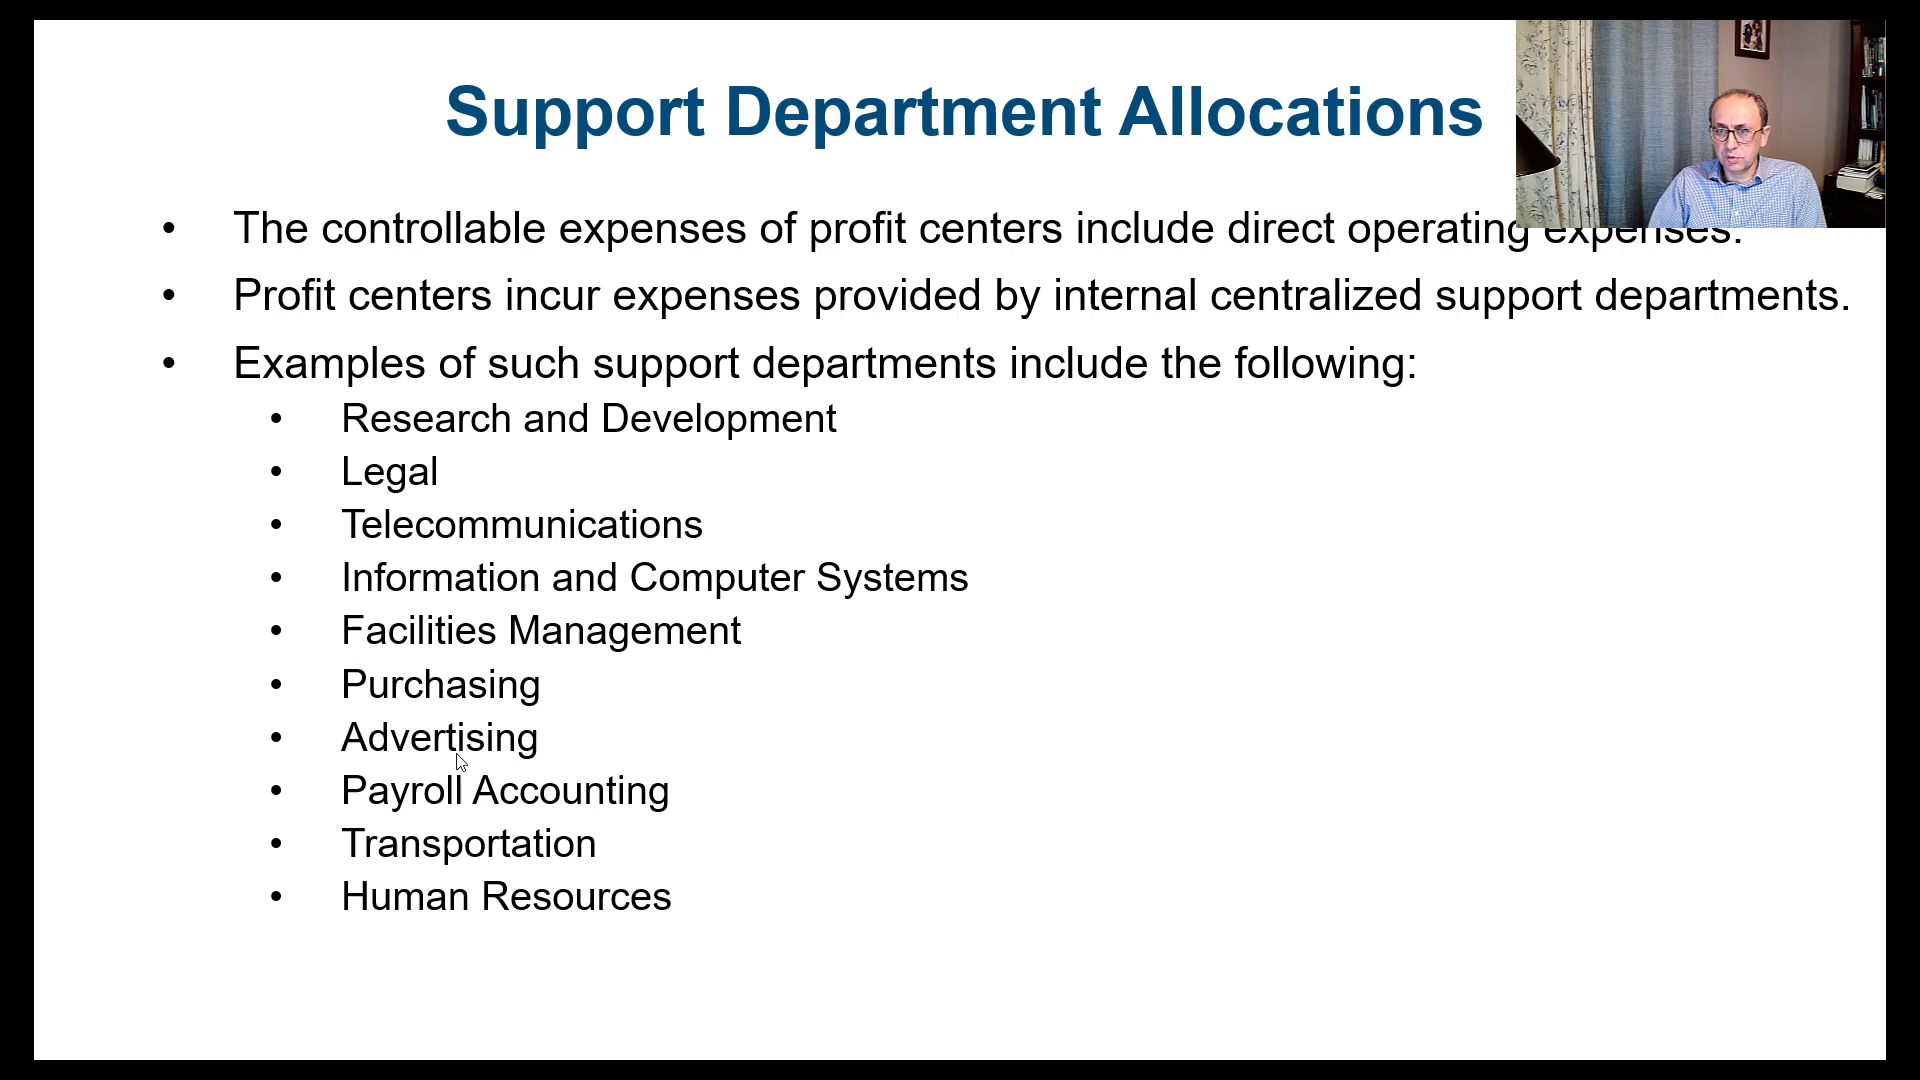 Support Department Allocations
• The controllable expenses of profit centers include direct operating expenses.
• Profit centers incur expenses provided by internal centralized support departments.
• Examples of such support departments include the following:
• Research and Development
• Legal
• Telecommunications
• Information and Computer Systems
• Facilities Management
• Purchasing
• Advertising
• Payroll Accounting
• Transportation
• Human Resources